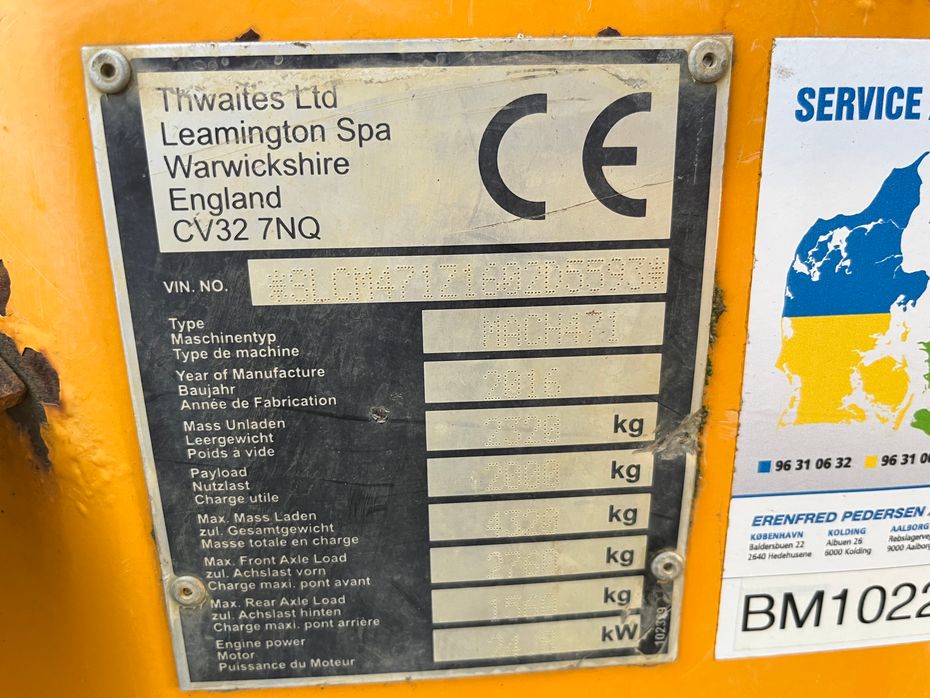 Thwaites Ltd
Leamington Spa
Warwickshire
England
CV32 7NQ
CE
VIN. NO.
*SLCM471Z1602D5593*
Type
Maschinentyp
Type de machine
MACH471
Year of Manufacture
Baujahr
Année de Fabrication
2016
Mass Unladen
Leergewicht
Poids à vide
2320 kg
Payload
Nutzlast
Charge utile
2000 kg
Max. Mass Laden
zul. Gesamtgewicht
Masse totale en charge
4320 kg
Max. Front Axle Load
zul. Achslast vorn
Charge maxi. pont avant
kg
Max. Rear Axle Load
zul. Achslast hinten
Charge maxi. pont arrière
kg
Engine power
Motor
Puissance du Moteur
kW
SERVICE
96 31 06 32
96 31 0
ERENFRED PEDERSEN
KØBENHAVN
Baldersbuen 22
2640 Hedehusene
KOLDING
Albuen 26
6000 Kolding
AALBORG
Rebslagervej
9000 Aalborg
BM1022